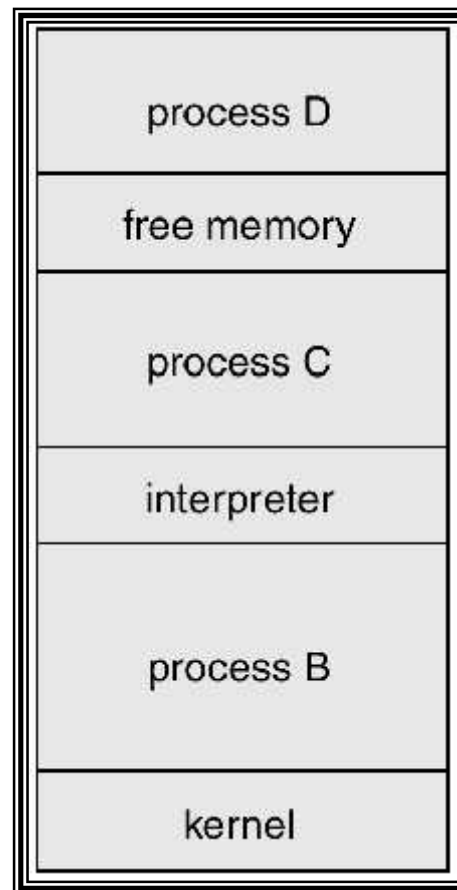 process D
free memory
process C
interpreter
process B
kernel